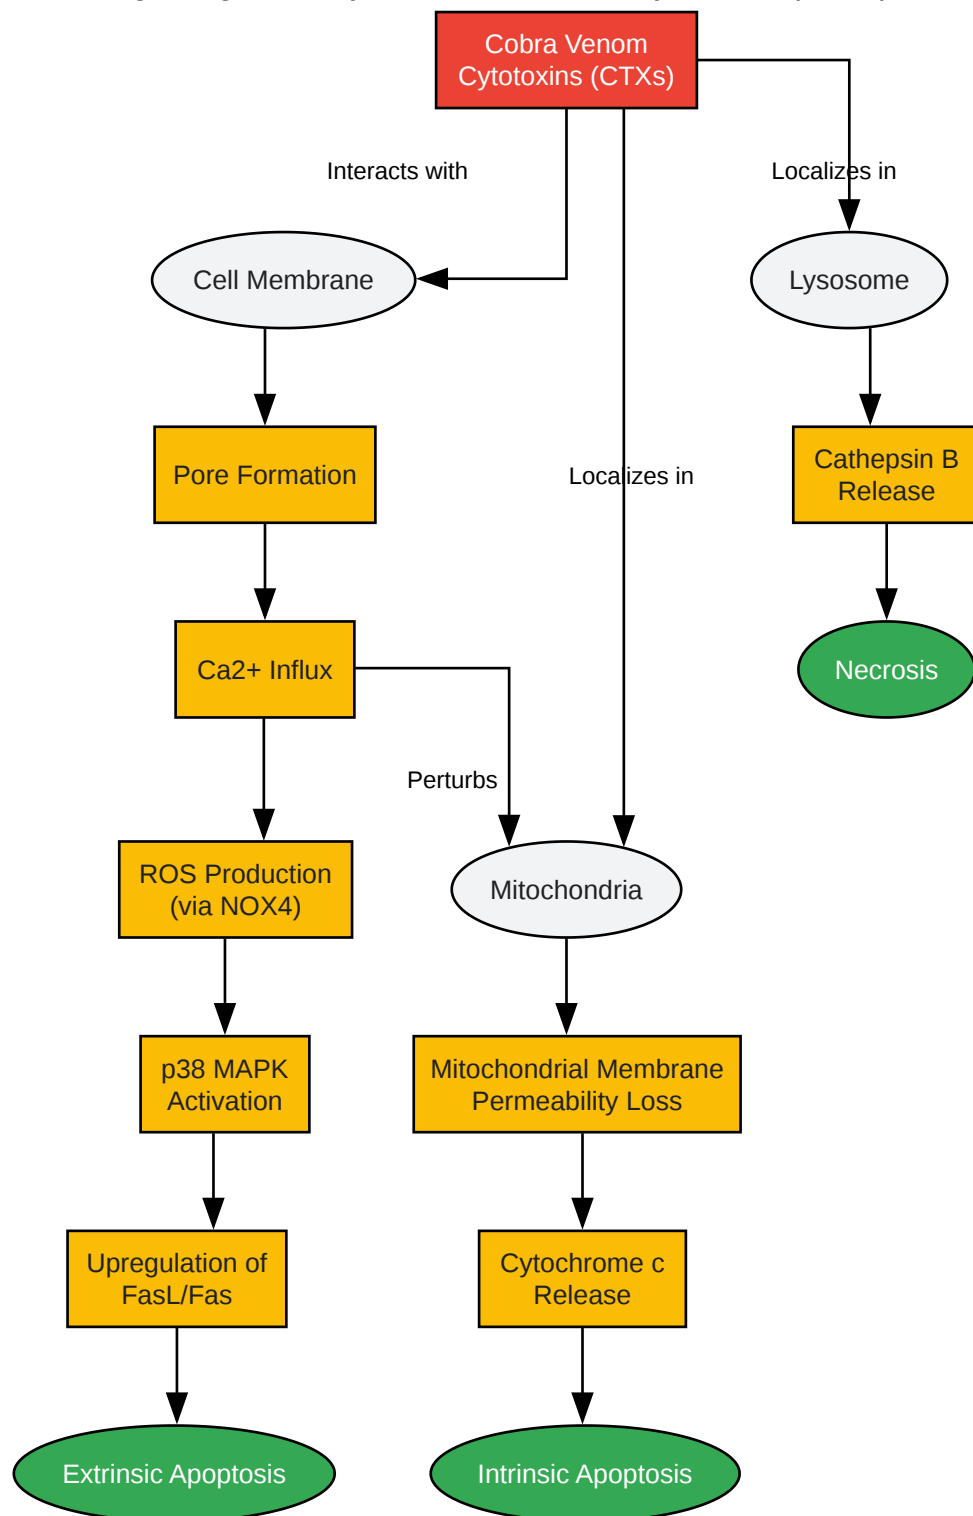 Cobra Venom
Cytotoxins (CTXs)
Interacts with
Localizes in
Cell Membrane
Lysosome
Pore Formation
Localizes in
Cathepsin B
Release
Ca2+ Influx
Necrosis
Perturbs
ROS Production
(via NOX4)
Mitochondria
p38 MAPK
Activation
Mitochondrial Membrane
Permeability Loss
Upregulation of
FasL/Fas
Cytochrome c
Release
Extrinsic Apoptosis
Intrinsic Apoptosis